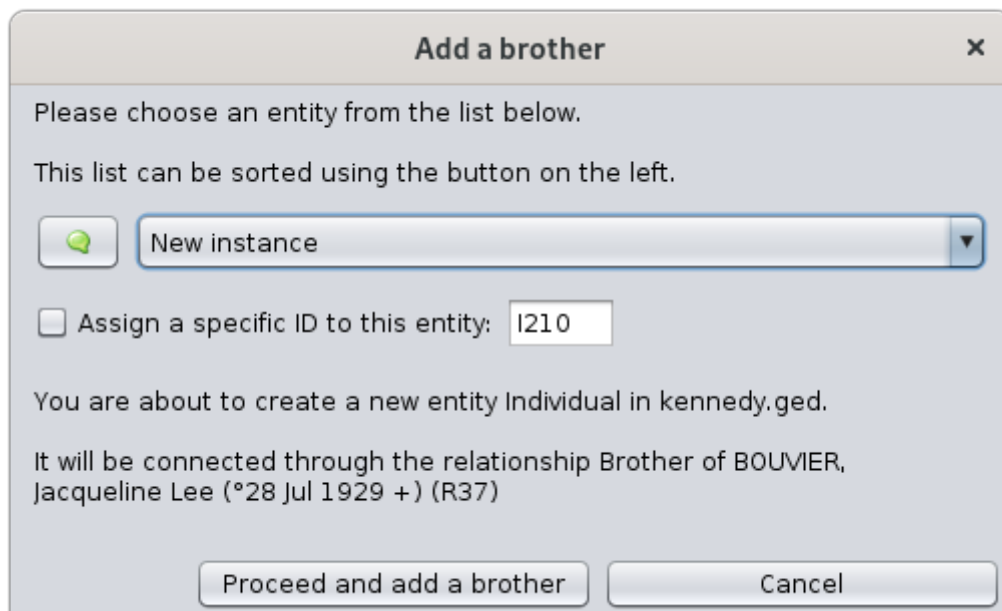 Add a brother
Please choose an entity from the list below.
This list can be sorted using the button on the left.
New instance
Assign a specific ID to this entity: I210
You are about to create a new entity Individual in kennedy.ged.
It will be connected through the relationship Brother of BOUVIER,
Jacqueline Lee (°28 Jul 1929 +) (R37)
Proceed and add a brother
Cancel